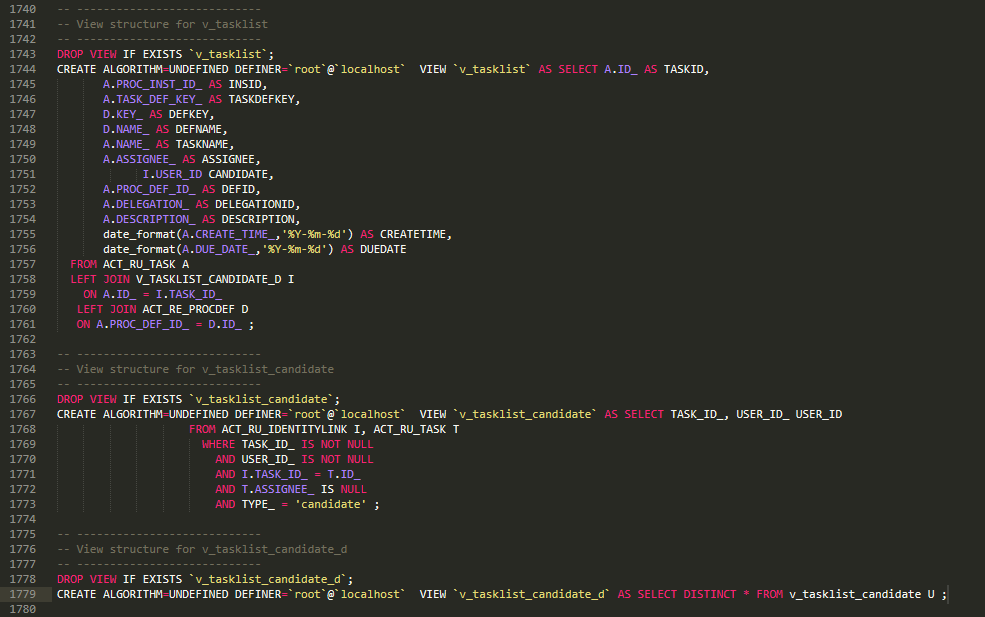 1740 -- ----------------------------
1741 -- View structure for v_tasklist
1742 -- ----------------------------
1743 DROP VIEW IF EXISTS `v_tasklist`;
1744 CREATE ALGORITHM=UNDEFINED DEFINER=`root`@`localhost`  VIEW `v_tasklist` AS SELECT A.ID_ AS TASKID,
1745        A.PROC_INST_ID_ AS INSID,
1746        A.TASK_DEF_KEY_ AS TASKDEFKEY,
1747        D.KEY_ AS DEFKEY,
1748        D.NAME_ AS DEFNAME,
1749        A.NAME_ AS TASKNAME,
1750        A.ASSIGNEE_ AS ASSIGNEE,
1751              I.USER_ID CANDIDATE,
1752        A.PROC_DEF_ID_ AS DEFID,
1753        A.DELEGATION_ AS DELEGATIONID,
1754        A.DESCRIPTION_ AS DESCRIPTION,
1755        date_format(A.CREATE_TIME_,'%Y-%m-%d') AS CREATETIME,
1756        date_format(A.DUE_DATE_,'%Y-%m-%d') AS DUEDATE
1757   FROM ACT_RU_TASK A
1758   LEFT JOIN V_TASKLIST_CANDIDATE_D I
1759     ON A.ID_ = I.TASK_ID_
1760    LEFT JOIN ACT_RE_PROCDEF D
1761    ON A.PROC_DEF_ID_ = D.ID_ ;
1762
1763 -- ----------------------------
1764 -- View structure for v_tasklist_candidate
1765 -- ----------------------------
1766 DROP VIEW IF EXISTS `v_tasklist_candidate`;
1767 CREATE ALGORITHM=UNDEFINED DEFINER=`root`@`localhost`  VIEW `v_tasklist_candidate` AS SELECT TASK_ID_, USER_ID_ USER_ID
1768                     FROM ACT_RU_IDENTITYLINK I, ACT_RU_TASK T
1769                       WHERE TASK_ID_ IS NOT NULL
1770                         AND USER_ID_ IS NOT NULL
1771                         AND I.TASK_ID_ = T.ID_
1772                         AND T.ASSIGNEE_ IS NULL
1773                         AND TYPE_ = 'candidate' ;
1774
1775 -- ----------------------------
1776 -- View structure for v_tasklist_candidate_d
1777 -- ----------------------------
1778 DROP VIEW IF EXISTS `v_tasklist_candidate_d`;
1779 CREATE ALGORITHM=UNDEFINED DEFINER=`root`@`localhost`  VIEW `v_tasklist_candidate_d` AS SELECT DISTINCT * FROM v_tasklist_candidate U ;
1780